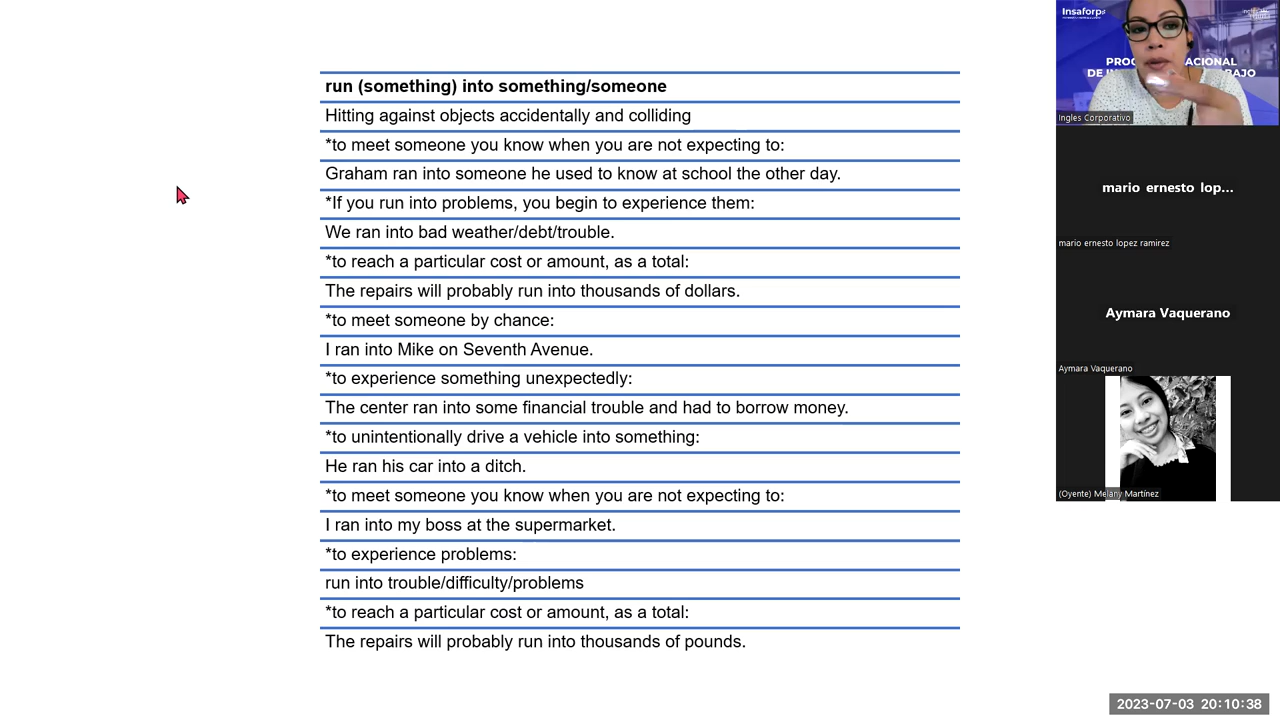 run (something) into something/someone
Hitting against objects accidentally and colliding
*to meet someone you know when you are not expecting to:
Graham ran into someone he used to know at school the other day.
*If you run into problems, you begin to experience them:
We ran into bad weather/debt/trouble.
*to reach a particular cost or amount, as a total:
The repairs will probably run into thousands of dollars.
*to meet someone by chance:
I ran into Mike on Seventh Avenue.
*to experience something unexpectedly:
The center ran into some financial trouble and had to borrow money.
*to unintentionally drive a vehicle into something:
He ran his car into a ditch.
*to meet someone you know when you are not expecting to:
I ran into my boss at the supermarket.
*to experience problems:
run into trouble/difficulty/problems
*to reach a particular cost or amount, as a total:
The repairs will probably run into thousands of pounds.
Insaforp
Ingles Corporativo
mario ernesto lop...
mario ernesto lopez ramirez
Aymara Vaquerano
Aymara Vaquerano
(Oyente) Melany Martínez
2023-07-03 20:10:38